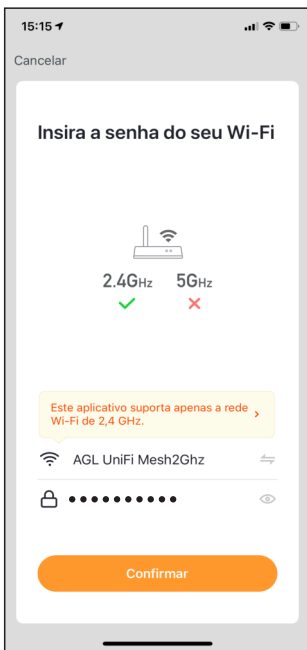 15:15
Cancelar
Insira a senha do seu Wi-Fi
2.4GHz 5GHz
Este aplicativo suporta apenas a rede
Wi-Fi de 2,4 GHz.
AGL UniFi Mesh2Ghz
●●●●●●●●●●
Confirmar